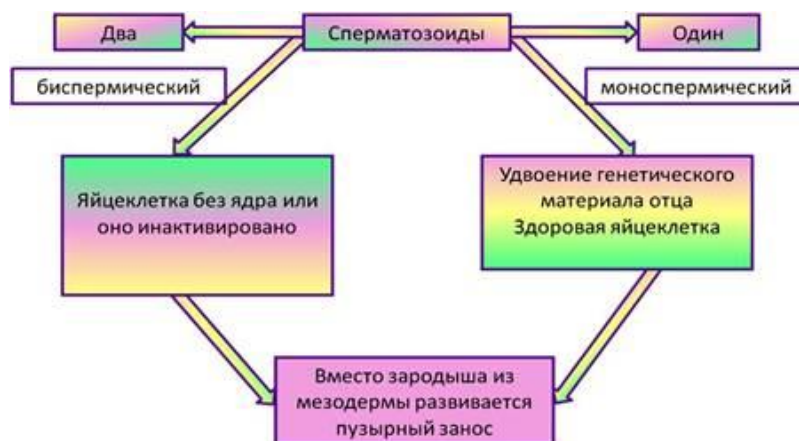 Два
Сперматозоиды
Один
биспермический
моноспермический
Яйцеклетка без ядра или
оно инактивировано
Удвоение генетического
материала отца
Здоровая яйцеклетка
Вместо зародыша из
мезодермы развивается
пузырный занос